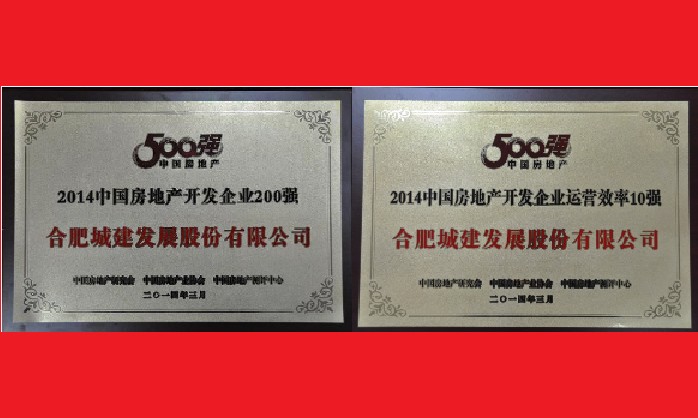 500强
中国房地产
2014中国房地产开发企业200强
合肥城建发展股份有限公司
中国房地产研究会 中国房地产业协会 中国房地产测评中心
二〇一四年三月
500强
中国房地产
2014中国房地产开发企业运营效率10强
合肥城建发展股份有限公司
中国房地产研究会 中国房地产业协会 中国房地产测评中心
二〇一四年三月